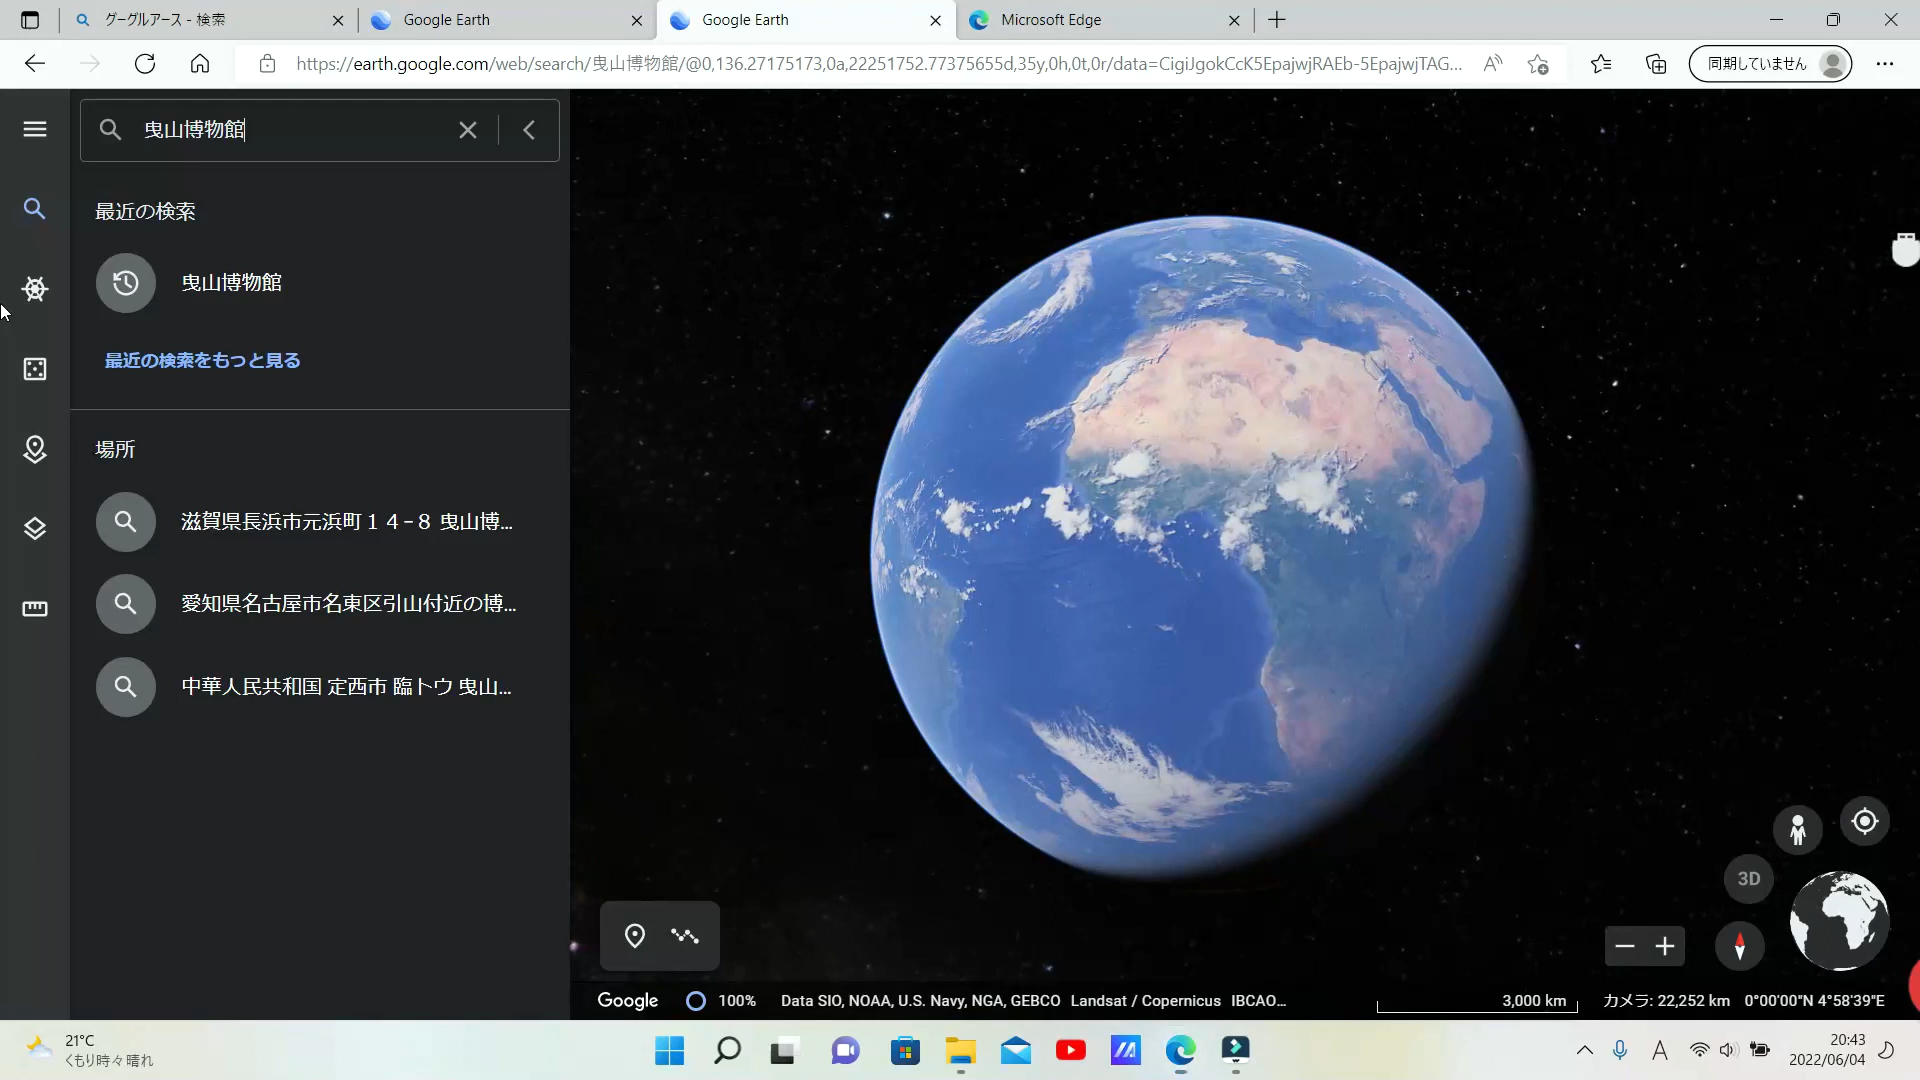 グーグルアース - 検索
Google Earth
Google Earth
Microsoft Edge
https://earth.google.com/web/search/曳山博物館/@0,136.27175173,0a,22251752.77375655d,35y,0h,0t,0r/data=CigiJgokCcK5EpajwjRAEb-5EpajwjTAG...
同期していません
曳山博物館
最近の検索
曳山博物館
最近の検索をもっと見る
場所
滋賀県長浜市元浜町１４−８ 曳山博...
愛知県名古屋市名東区引山付近の博...
中華人民共和国 定西市 臨トウ 曳山...
3D
Google
100%
Data SIO, NOAA, U.S. Navy, NGA, GEBCO Landsat / Copernicus IBCAO...
3,000 km
カメラ: 22,252 km 0°00'00"N 4°58'39"E
21°C
くもり時々晴れ
A
20:43
2022/06/04